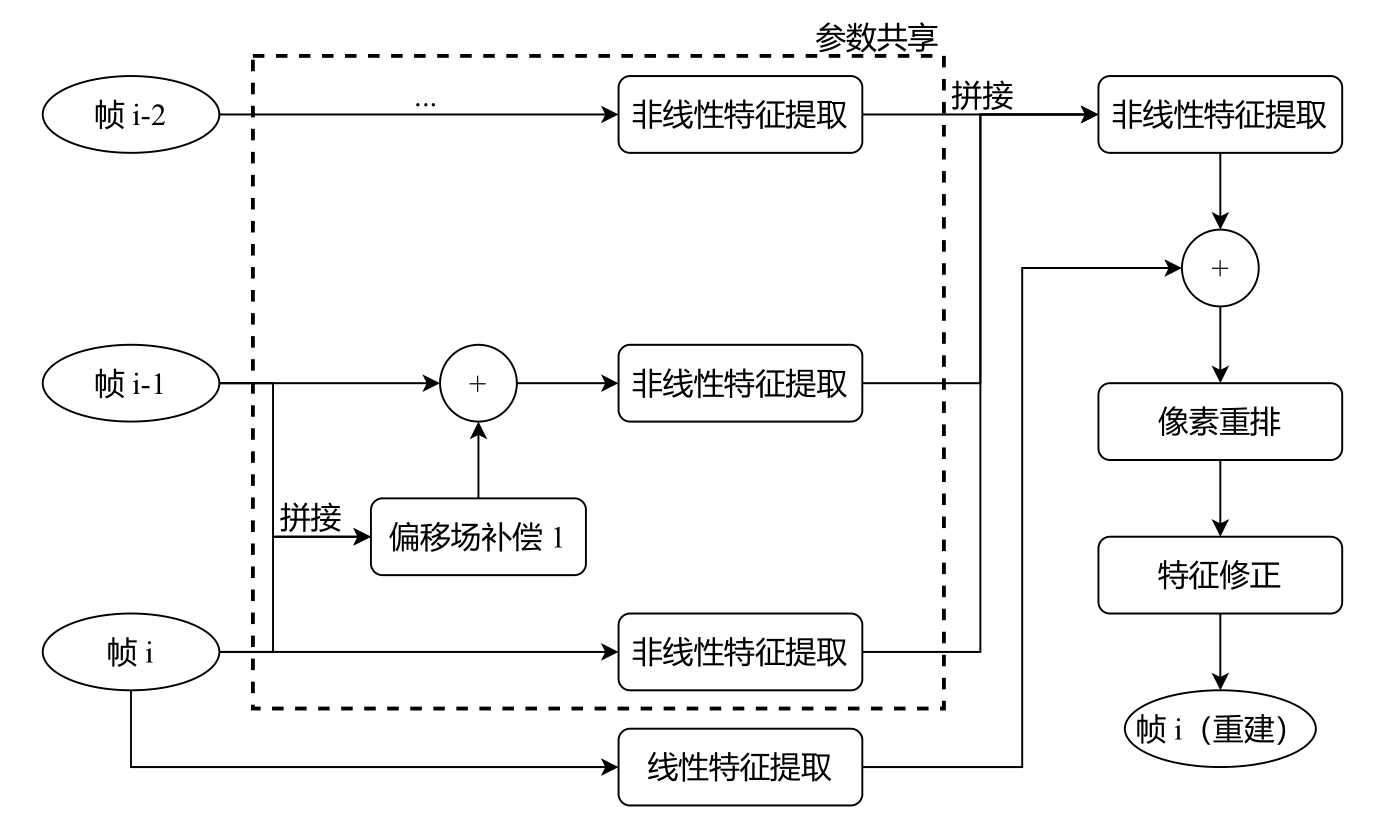 参数共享
帧 i-2
...
非线性特征提取
拼接
非线性特征提取
+
帧 i-1
+
非线性特征提取
像素重排
拼接
偏移场补偿 1
特征修正
帧 i
非线性特征提取
帧 i（重建）
线性特征提取